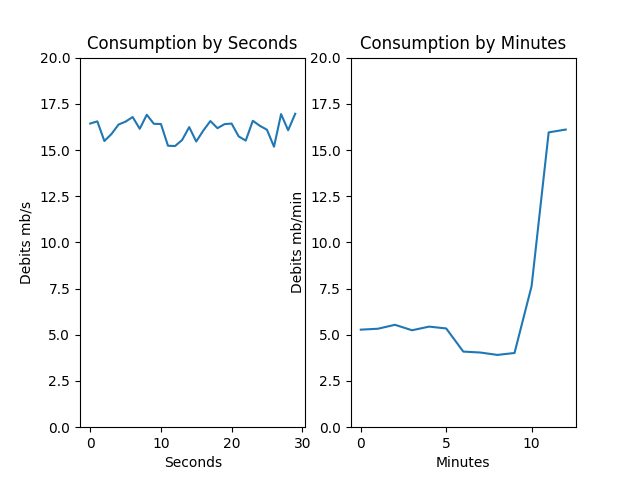 Consumption by Seconds
Consumption by Minutes
20.0
17.5
15.0
12.5
10.0
7.5
5.0
2.5
0.0
Debits mb/s
0 10 20 30
Seconds
20.0
17.5
15.0
12.5
10.0
7.5
5.0
2.5
0.0
Debits mb/min
0 5 10
Minutes